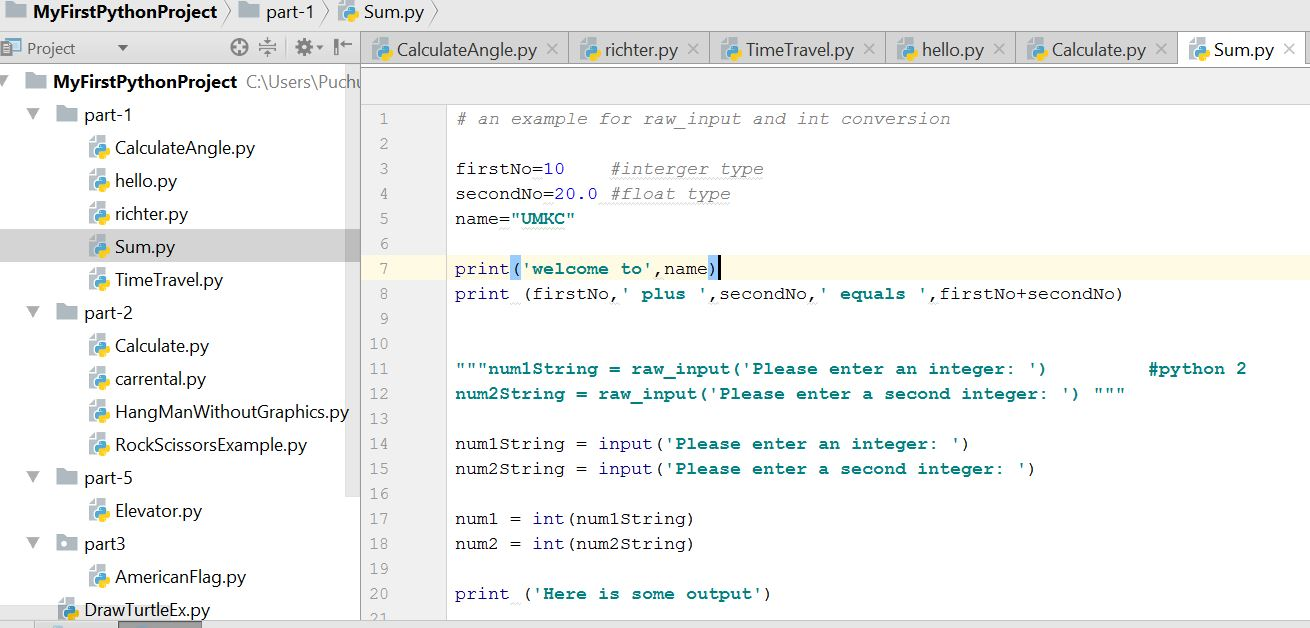 MyFirstPythonProject part-1 Sum.py
Project
CalculateAngle.py richter.py TimeTravel.py hello.py Calculate.py Sum.py
MyFirstPythonProject C:\Users\Puchu
part-1
CalculateAngle.py
hello.py
richter.py
Sum.py
TimeTravel.py
part-2
Calculate.py
carrental.py
HangManWithoutGraphics.py
RockScissorsExample.py
part-5
Elevator.py
part3
AmericanFlag.py
DrawTurtleEx.py
1 # an example for raw_input and int conversion
2
3 firstNo=10 #interger type
4 secondNo=20.0 #float type
5 name="UMKC"
6
7 print('welcome to',name)
8 print (firstNo,' plus ',secondNo,' equals ',firstNo+secondNo)
9
10
11 """num1String = raw_input('Please enter an integer: ') #python 2
12 num2String = raw_input('Please enter a second integer: ') """
13
14 num1String = input('Please enter an integer: ')
15 num2String = input('Please enter a second integer: ')
16
17 num1 = int(num1String)
18 num2 = int(num2String)
19
20 print ('Here is some output')
21